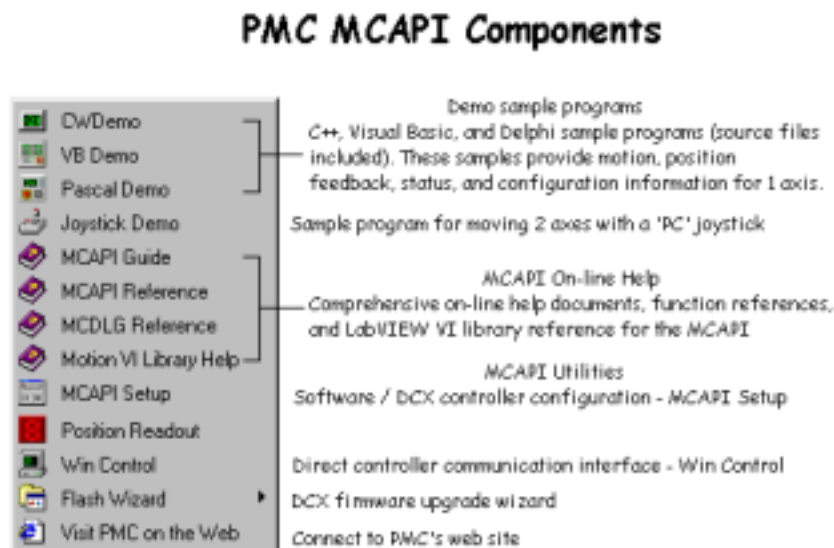 PMC MCAPI Components
CWDemo
VB Demo
Pascal Demo
Joystick Demo
MCAPI Guide
MCAPI Reference
MCDLG Reference
Motion VI Library Help
MCAPI Setup
Position Readout
Win Control
Flash Wizard
Visit PMC on the Web
Demo sample programs
C++, Visual Basic, and Delphi sample programs (source files
included). These samples provide motion, position
feedback, status, and configuration information for 1 axis.
Sample program for moving 2 axes with a 'PC' joystick
MCAPI On-line Help
Comprehensive on-line help documents, function references,
and LabVIEW VI library reference for the MCAPI
MCAPI Utilities
Software / DCX controller configuration - MCAPI Setup
Direct controller communication interface - Win Control
DCX firmware upgrade wizard
Connect to PMC's web site